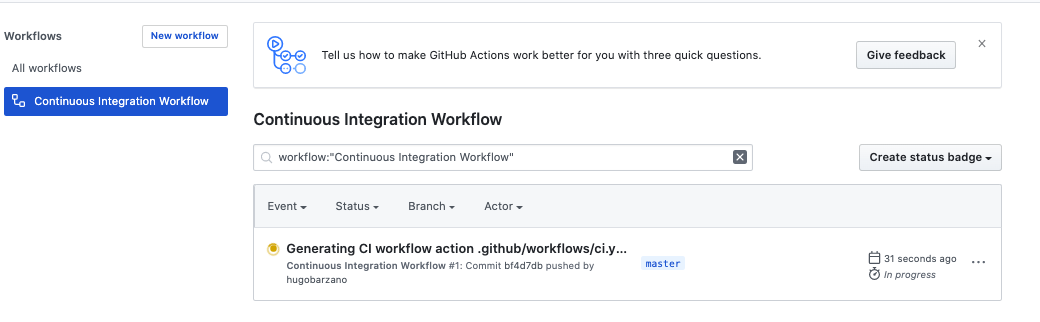 Workflows
New workflow
All workflows
Continuous Integration Workflow
Tell us how to make GitHub Actions work better for you with three quick questions.
Give feedback
Continuous Integration Workflow
workflow:"Continuous Integration Workflow"
Create status badge
Event Status Branch Actor
Generating CI workflow action .github/workflows/ci.y...
Continuous Integration Workflow #1: Commit bf4d7db pushed by
hugobarzano
master
31 seconds ago
In progress